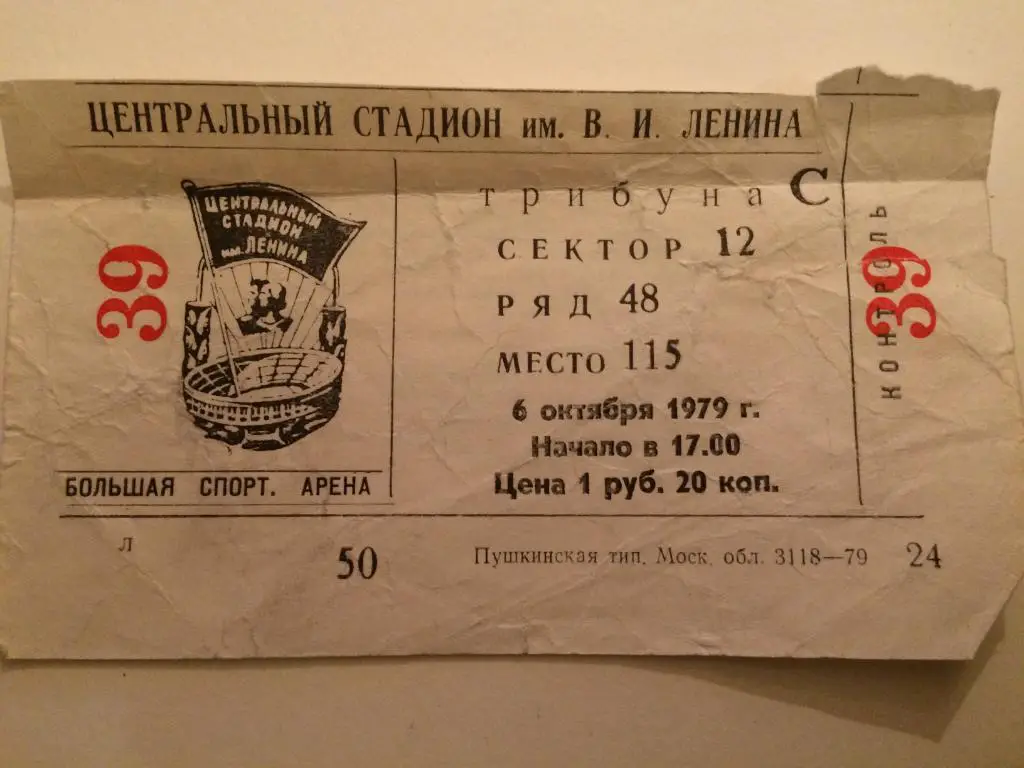 ЦЕНТРАЛЬНЫЙ СТАДИОН им. В. И. ЛЕНИНА
39
ЦЕНТРАЛЬНЫЙ
СТАДИОН
им. ЛЕНИНА
БОЛЬШАЯ СПОРТ. АРЕНА
трибуна С
СЕКТОР 12
РЯД 48
МЕСТО 115
6 октября 1979 г.
Начало в 17.00
Цена 1 руб. 20 коп.
КОНТРОЛЬ
39
Л
50
Пушкинская тип. Моск. обл. 3118—79
24